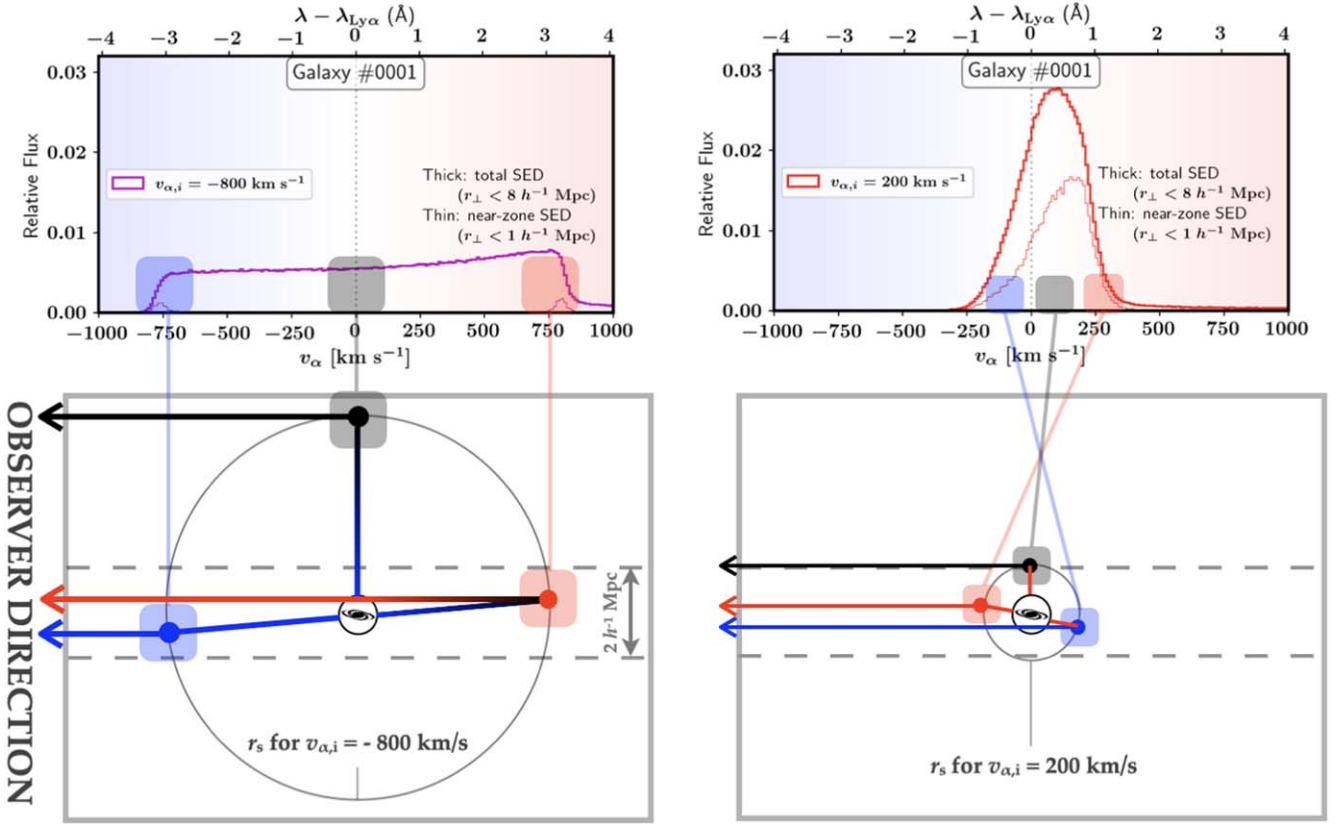 λ − λLyα (Å)
−4 −3 −2 −1 0 1 2 3 4
Galaxy #0001
0.03
0.02
0.01
0.00
Relative Flux
vα,i = −800 km s−1
Thick: total SED
(r⊥ < 8 h−1 Mpc)
Thin: near-zone SED
(r⊥ < 1 h−1 Mpc)
−1000 −750 −500 −250 0 250 500 750 1000
vα [km s−1]
λ − λLyα (Å)
−4 −3 −2 −1 0 1 2 3 4
Galaxy #0001
0.03
0.02
0.01
0.00
Relative Flux
vα,i = 200 km s−1
Thick: total SED
(r⊥ < 8 h−1 Mpc)
Thin: near-zone SED
(r⊥ < 1 h−1 Mpc)
−1000 −750 −500 −250 0 250 500 750 1000
vα [km s−1]
OBSERVER DIRECTION
2 h-1 Mpc
rs for vα,i = - 800 km/s
rs for vα,i = 200 km/s